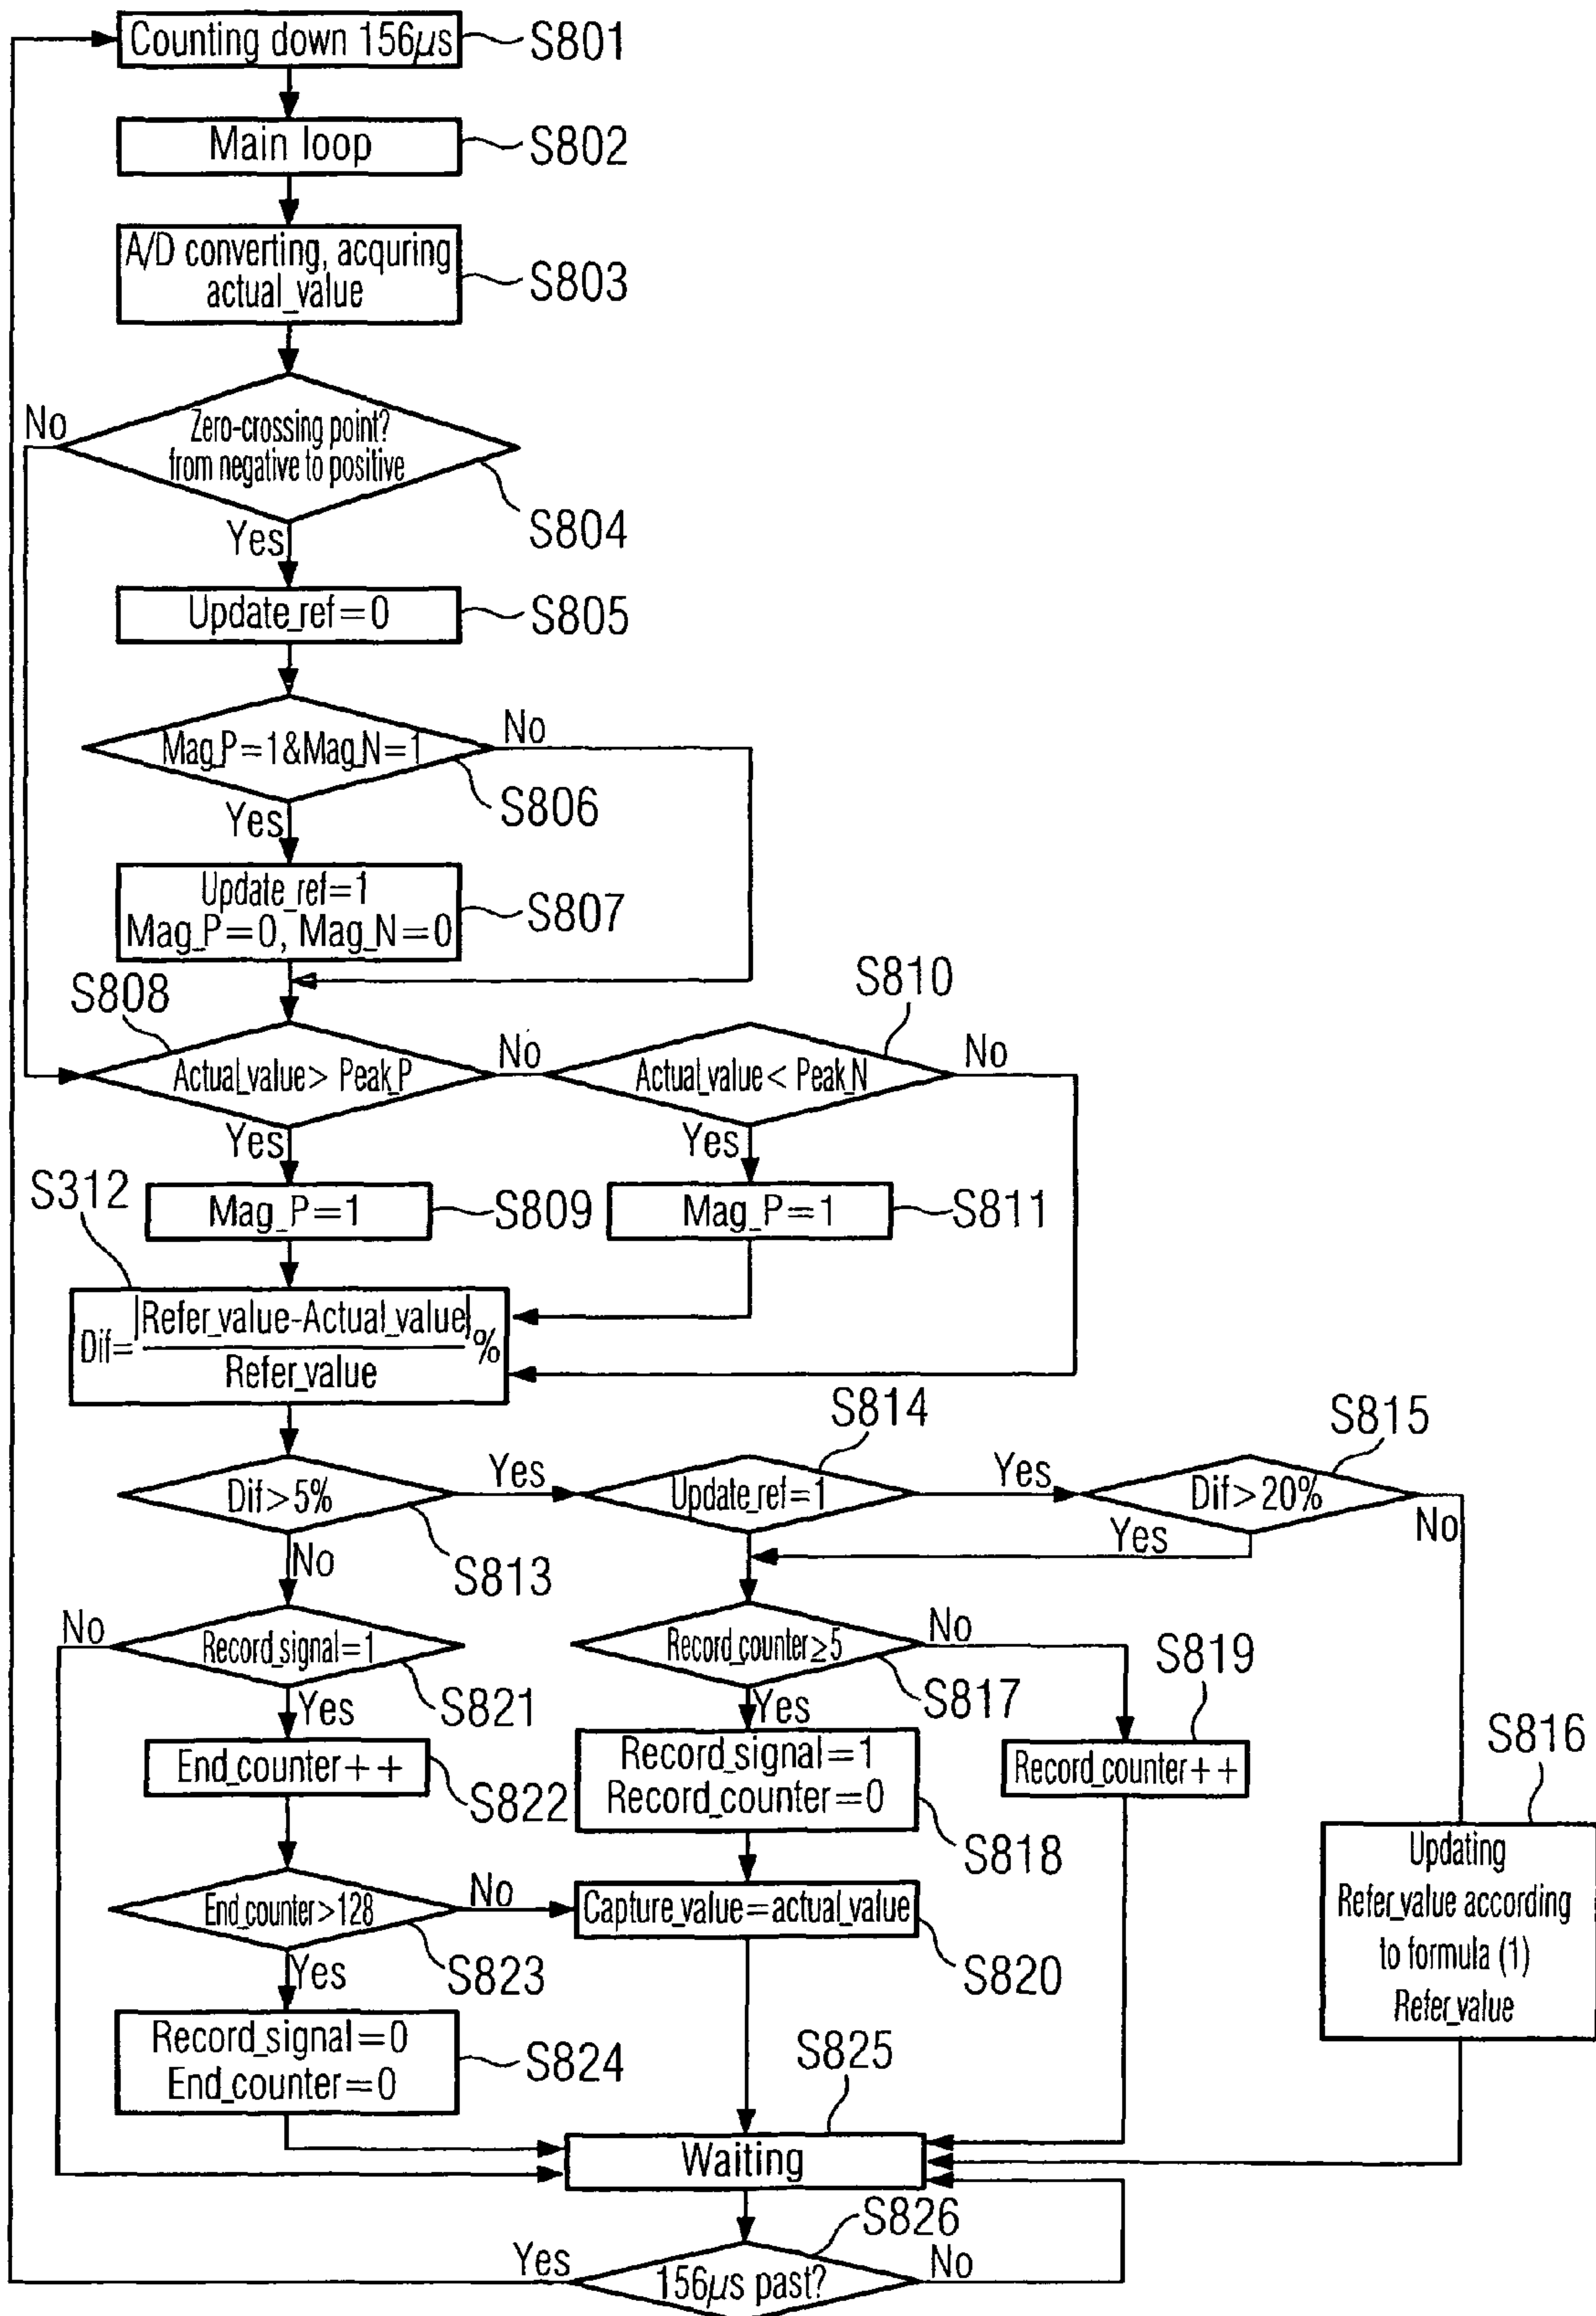 Counting down 156μs
S801
Main loop
S802
A/D converting, acquring
actual_value
S803
No
Zero-crossing point?
from negative to positive
S804
Yes
Update_ref=0
S805
Mag_P=1&Mag_N=1
No
S806
Yes
Update_ref=1
Mag_P=0, Mag_N=0
S807
S808
S810
Actual_value> Peak_P
No
Actual_value< Peak_N
No
Yes
Yes
S312
Mag_P=1
S809
Mag_P=1
S811
Dif=|Refer_value-Actual_value|%
Refer_value
S814
S815
Dif>5%
Yes
Update_ref=1
Yes
Dif>20%
No
Yes
S813
No
No
Record_signal=1
S821
Record_counter≥5
No
S817
S819
Yes
Yes
End_counter++
S822
Record_signal=1
Record_counter=0
S818
Record_counter++
S816
Updating
Refer_value according
to formula (1)
Refer_value
End_counter>128
No
S823
Capture_value=actual_value
S820
Yes
Record_signal=0
End_counter=0
S824
S825
Waiting
S826
Yes
156μs past?
No